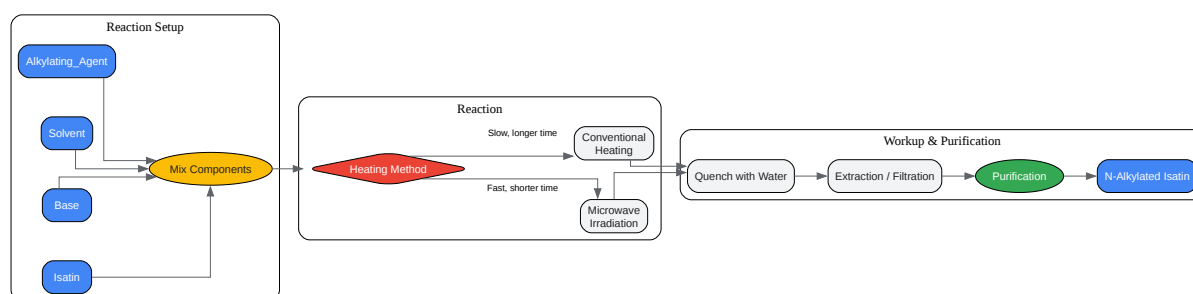 Reaction Setup
Alkylating_Agent
Solvent
Base
Isatin
Mix Components
Reaction
Heating Method
Slow, longer time
Fast, shorter time
Conventional
Heating
Microwave
Irradiation
Workup & Purification
Quench with Water
Extraction / Filtration
Purification
N-Alkylated Isatin